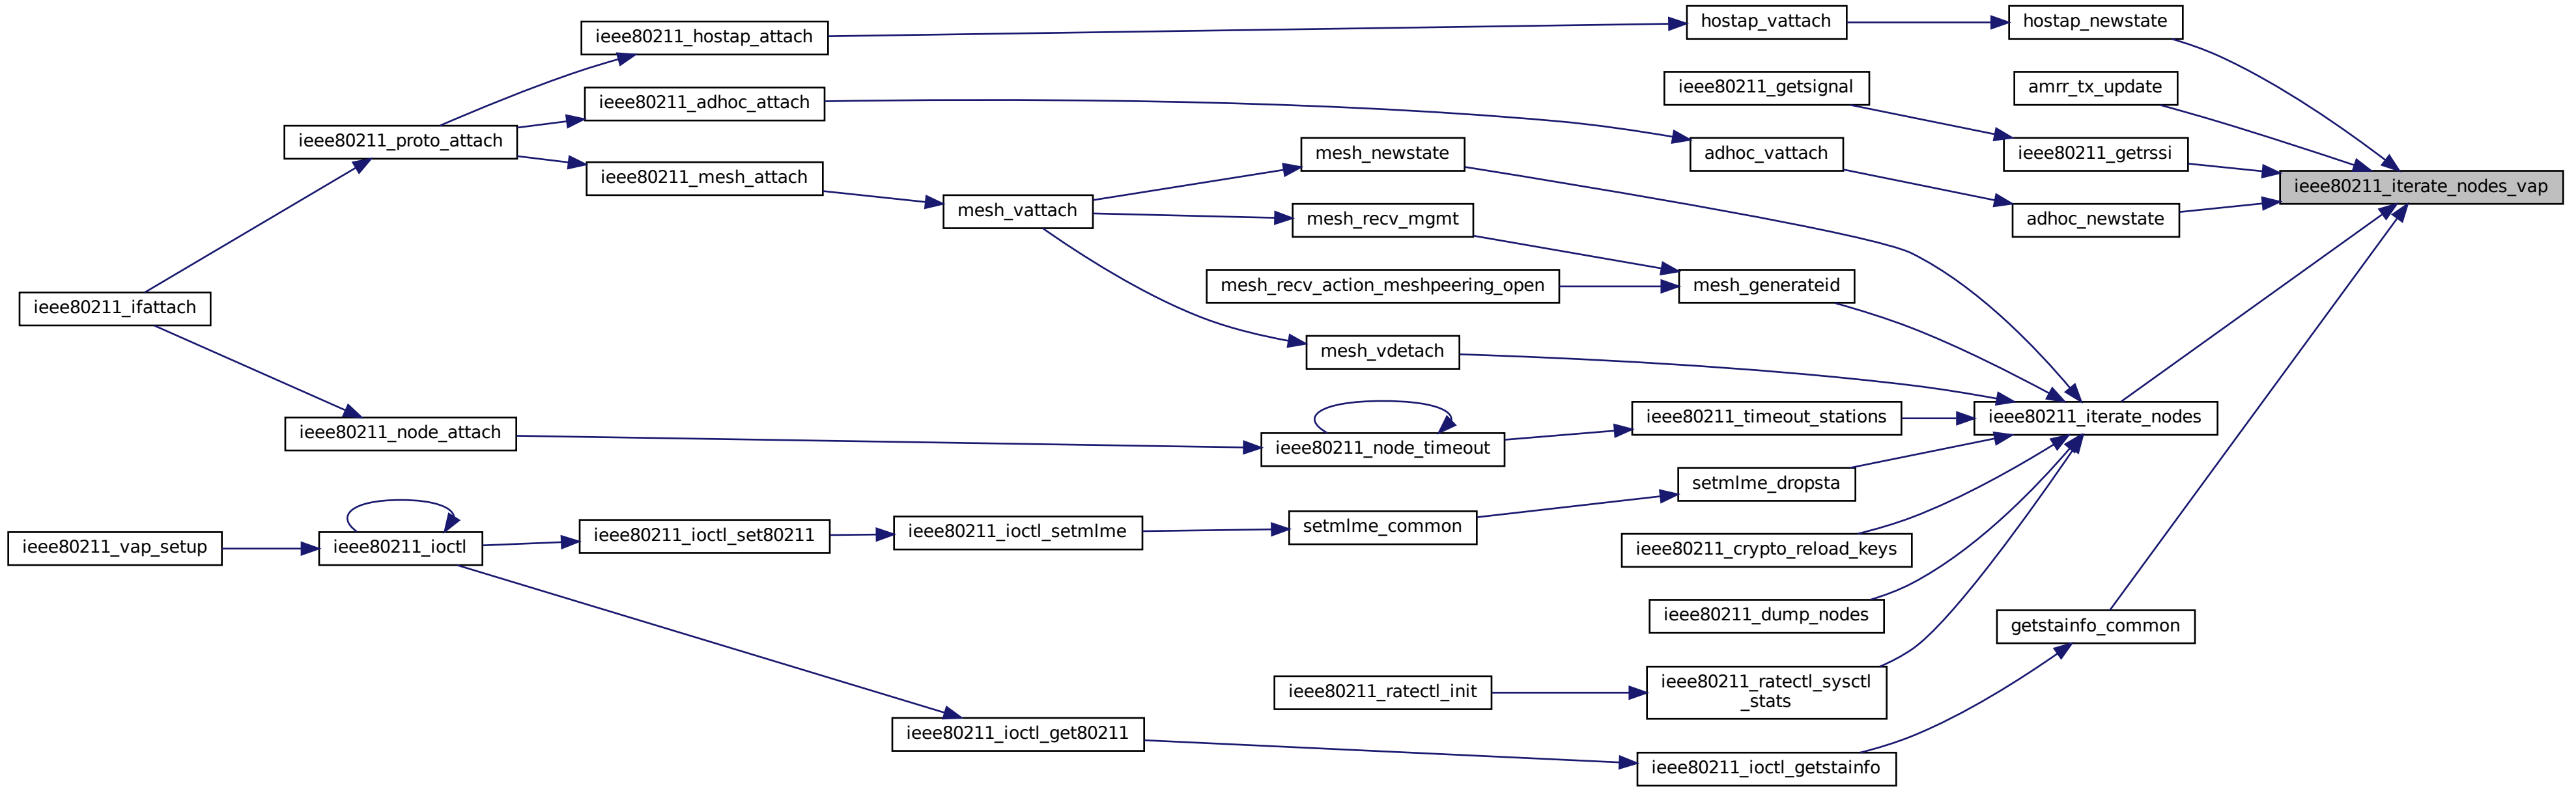 hostap_newstate
hostap_vattach
ieee80211_hostap_attach
ieee80211_getsignal
amrr_tx_update
ieee80211_adhoc_attach
ieee80211_proto_attach
mesh_newstate
adhoc_vattach
ieee80211_getrssi
ieee80211_mesh_attach
ieee80211_iterate_nodes_vap
mesh_vattach
mesh_recv_mgmt
adhoc_newstate
mesh_recv_action_meshpeering_open
mesh_generateid
ieee80211_ifattach
mesh_vdetach
ieee80211_timeout_stations
ieee80211_iterate_nodes
ieee80211_node_attach
ieee80211_node_timeout
setmlme_dropsta
ieee80211_vap_setup
ieee80211_ioctl
ieee80211_ioctl_set80211
ieee80211_ioctl_setmlme
setmlme_common
ieee80211_crypto_reload_keys
ieee80211_dump_nodes
getstainfo_common
ieee80211_ratectl_init
ieee80211_ratectl_sysctl
_stats
ieee80211_ioctl_get80211
ieee80211_ioctl_getstainfo